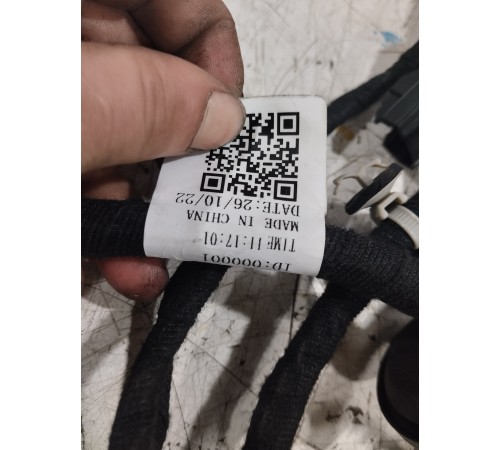 ID:000001
TIME 11:17:01
MADE IN CHINA
DATE:26/10/22